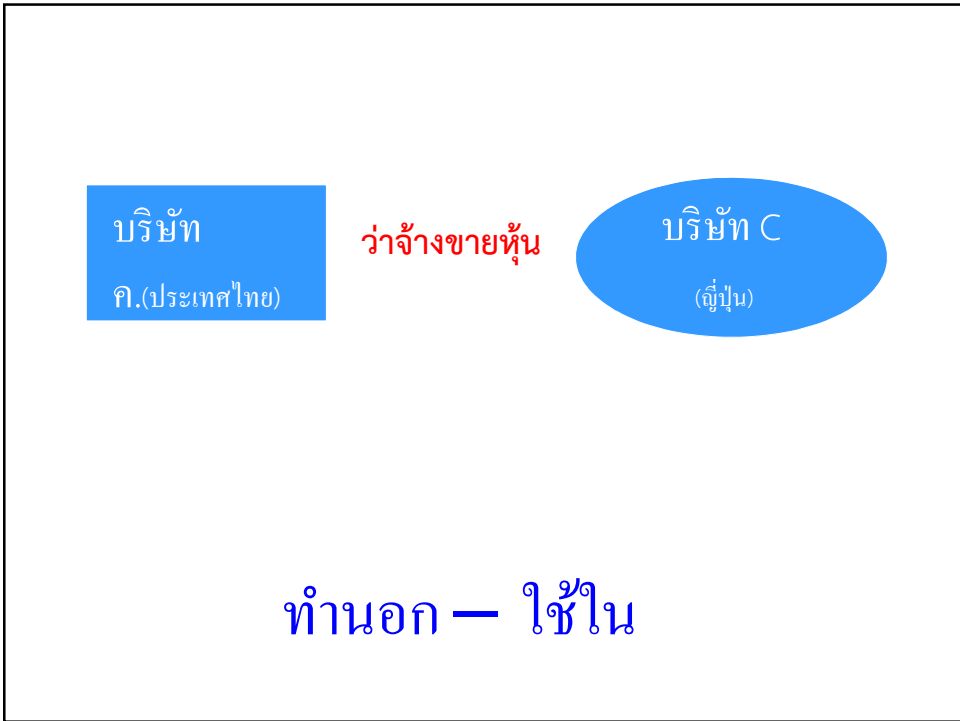 บริษัท
ค.(ประเทศไทย)
ว่าจ้างขายหุ้น
บริษัท C
(ญี่ปุ่น)
ทำนอก – ใช้ใน